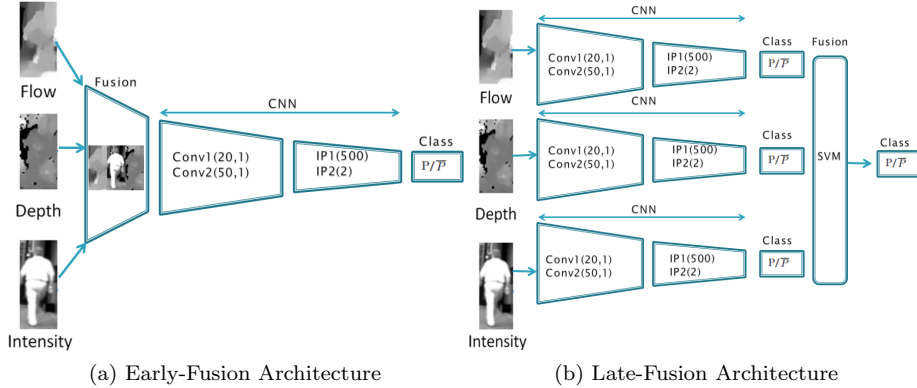 Flow
Fusion
Depth
Intensity
CNN
Conv1(20,1)
Conv2(50,1)
IP1(500)
IP2(2)
Class
P/P̅
(a) Early-Fusion Architecture
CNN
Flow
Conv1(20,1)
Conv2(50,1)
IP1(500)
IP2(2)
Class
P/P̅
Fusion
CNN
Depth
Conv1(20,1)
Conv2(50,1)
IP1(500)
IP2(2)
Class
P/P̅
SVM
Class
P/P̅
CNN
Intensity
Conv1(20,1)
Conv2(50,1)
IP1(500)
IP2(2)
Class
P/P̅
(b) Late-Fusion Architecture